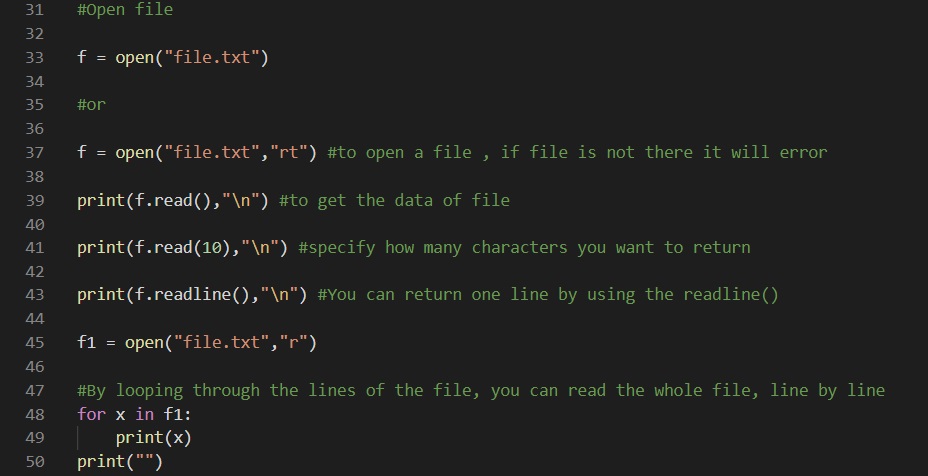 31 #Open file
32
33 f = open("file.txt")
34
35 #or
36
37 f = open("file.txt","rt") #to open a file , if file is not there it will error
38
39 print(f.read(),"\n") #to get the data of file
40
41 print(f.read(10),"\n") #specify how many characters you want to return
42
43 print(f.readline(),"\n") #You can return one line by using the readline()
44
45 f1 = open("file.txt","r")
46
47 #By looping through the lines of the file, you can read the whole file, line by line
48 for x in f1:
49     print(x)
50 print("")